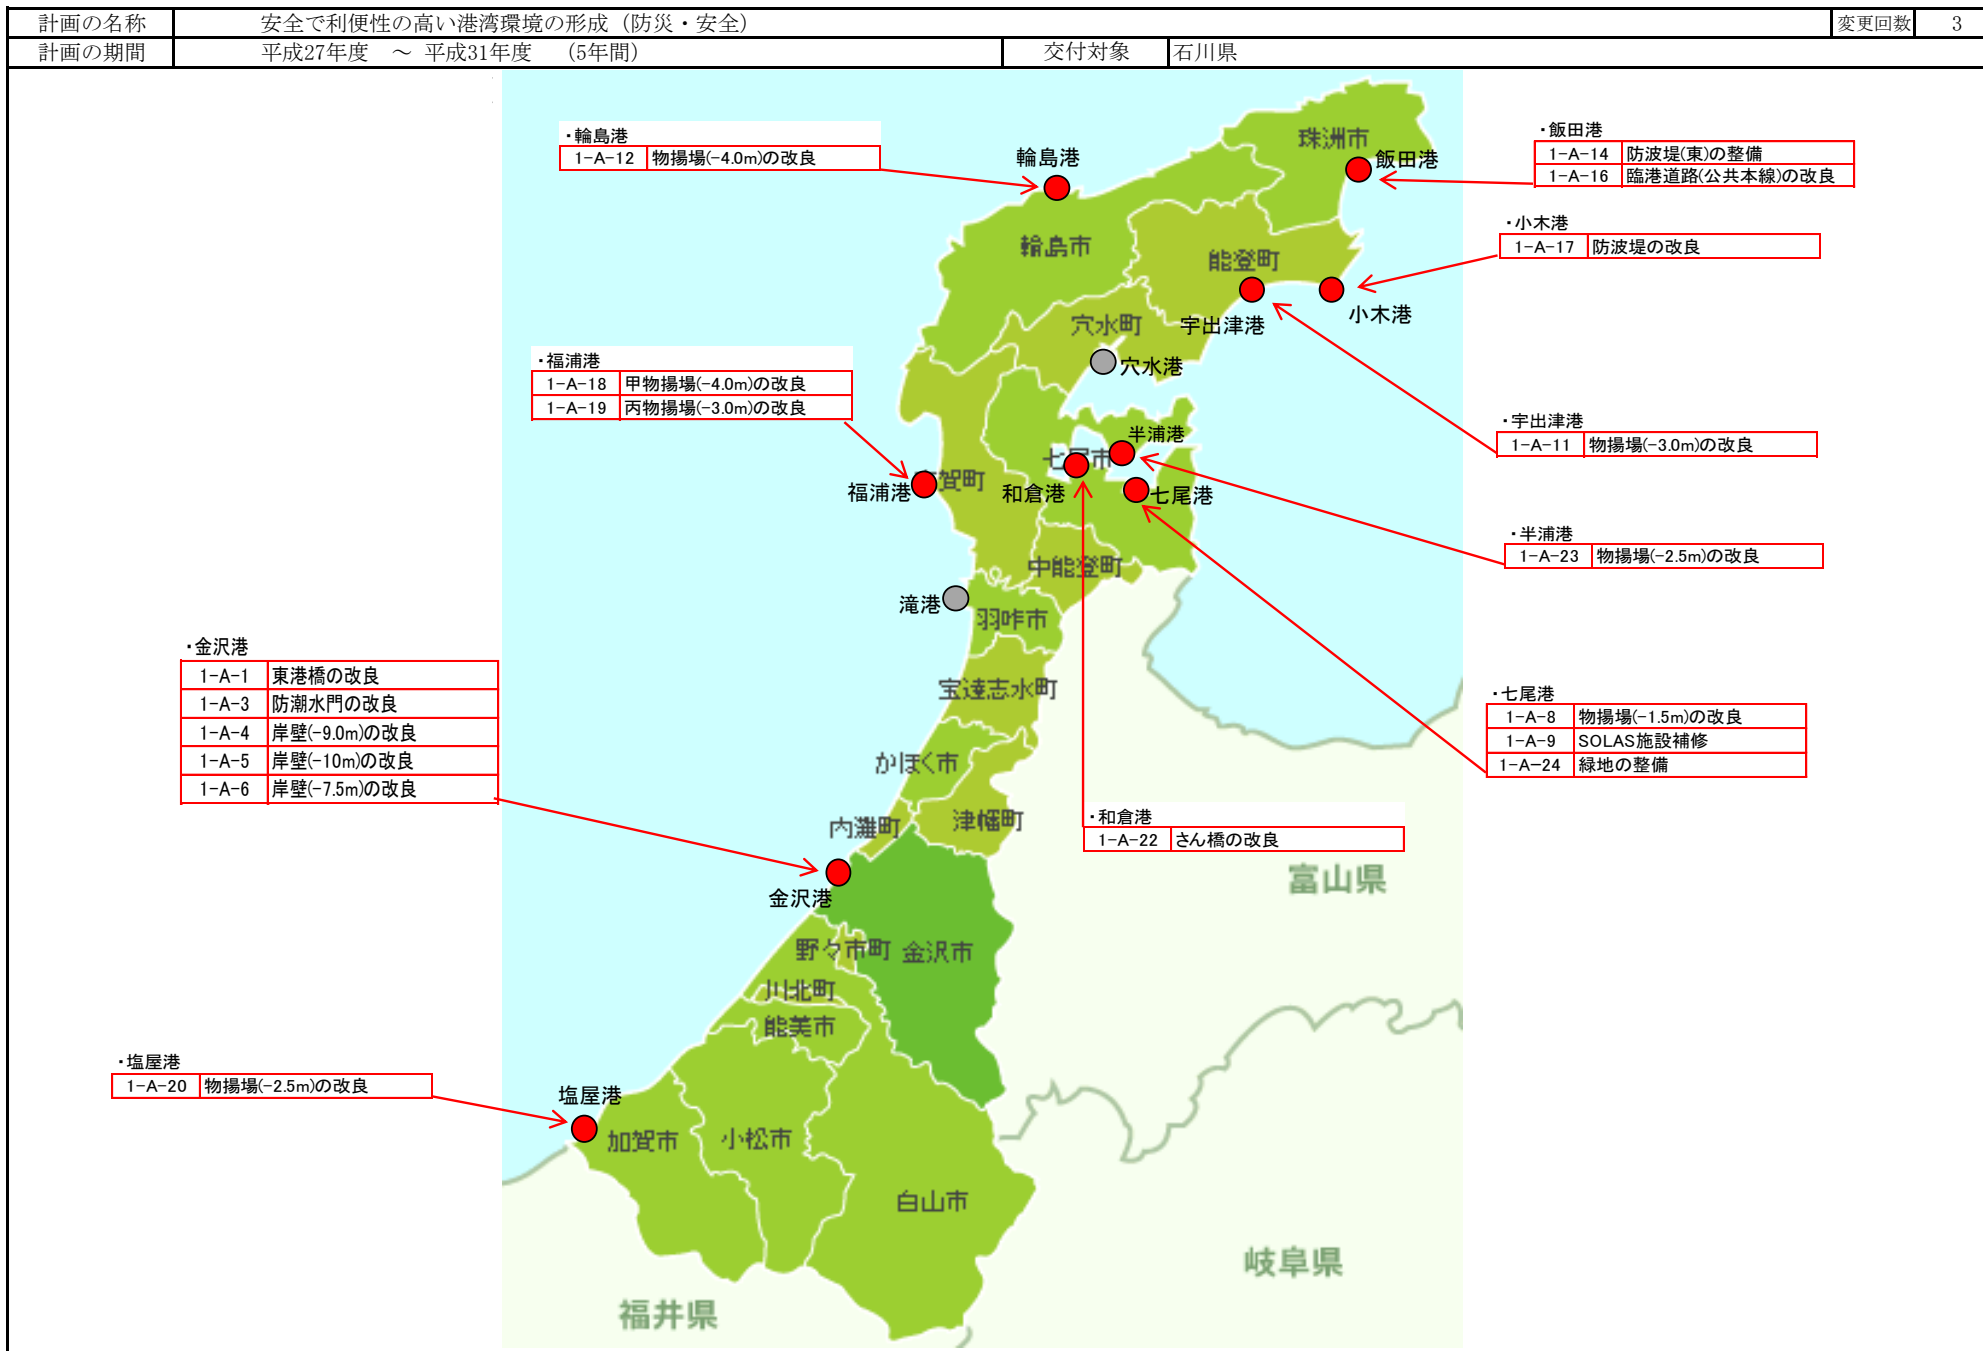 計画の名称 安全で利便性の高い港湾環境の形成（防災・安全） 変更回数 3
計画の期間 平成27年度 ～ 平成31年度 （5年間） 交付対象 石川県
・輪島港
1-A-12 物揚場(-4.0m)の改良
・飯田港
1-A-14 防波堤(東)の整備
1-A-16 臨港道路(公共本線)の改良
・小木港
1-A-17 防波堤の改良
・福浦港
1-A-18 甲物揚場(-4.0m)の改良
1-A-19 丙物揚場(-3.0m)の改良
・宇出津港
1-A-11 物揚場(-3.0m)の改良
・半浦港
1-A-23 物揚場(-2.5m)の改良
・金沢港
1-A-1 東港橋の改良
1-A-3 防潮水門の改良
1-A-4 岸壁(-9.0m)の改良
1-A-5 岸壁(-10m)の改良
1-A-6 岸壁(-7.5m)の改良
・七尾港
1-A-8 物揚場(-1.5m)の改良
1-A-9 SOLAS施設補修
1-A-24 緑地の整備
・和倉港
1-A-22 さん橋の改良
・塩屋港
1-A-20 物揚場(-2.5m)の改良
珠洲市
輪島港
飯田港
輪島市
能登町
小木港
宇出津港
穴水町
穴水港
半浦港
七尾市
和倉港
七尾港
福浦港
賀町
中能登町
滝港
羽咋市
宝達志水町
かほく市
内灘町
津幡町
金沢港
富山県
野々市町
金沢市
川北町
能美市
塩屋港
加賀市
小松市
白山市
岐阜県
福井県